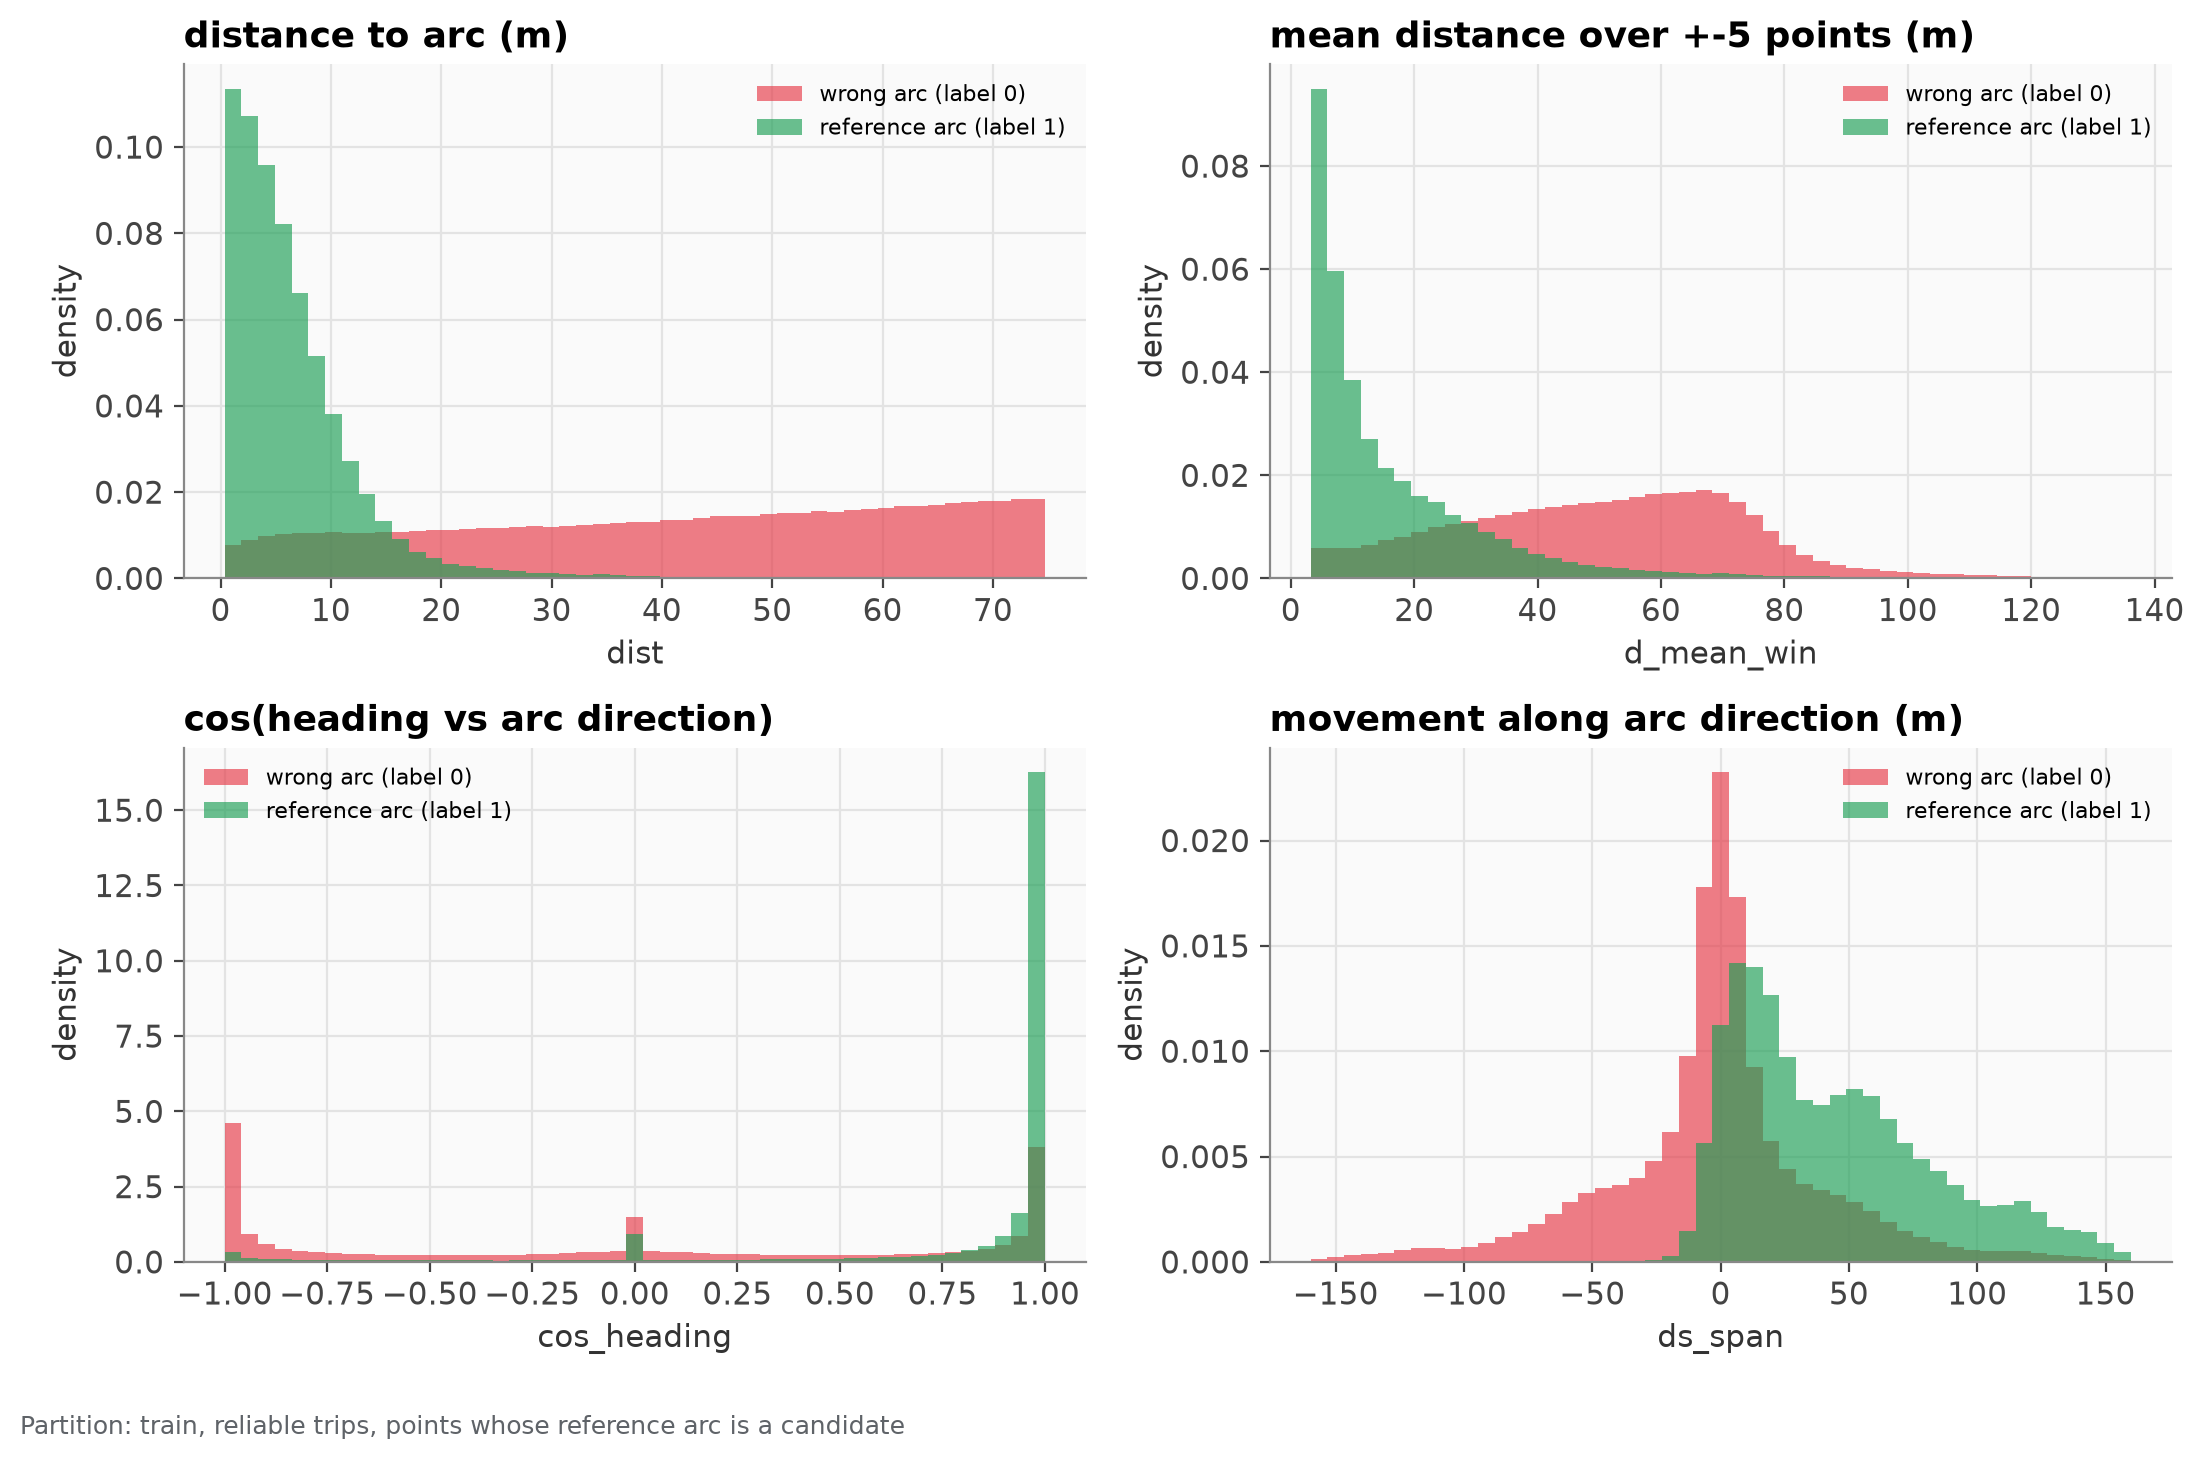 distance to arc (m)
wrong arc (label 0)
reference arc (label 1)
0.10
0.08
0.06
0.04
0.02
0.00
density
0 10 20 30 40 50 60 70
dist
mean distance over +-5 points (m)
wrong arc (label 0)
reference arc (label 1)
0.08
0.06
0.04
0.02
0.00
density
0 20 40 60 80 100 120 140
d_mean_win
cos(heading vs arc direction)
wrong arc (label 0)
reference arc (label 1)
15.0
12.5
10.0
7.5
5.0
2.5
0.0
density
−1.00 −0.75 −0.50 −0.25 0.00 0.25 0.50 0.75 1.00
cos_heading
movement along arc direction (m)
wrong arc (label 0)
reference arc (label 1)
0.020
0.015
0.010
0.005
0.000
density
−150 −100 −50 0 50 100 150
ds_span
Partition: train, reliable trips, points whose reference arc is a candidate